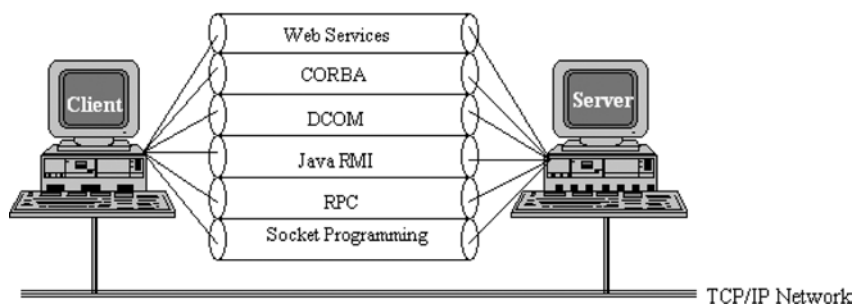 Web Services
CORBA
Client
DCOM
Server
Java RMI
RPC
Socket Programming
TCP/IP Network